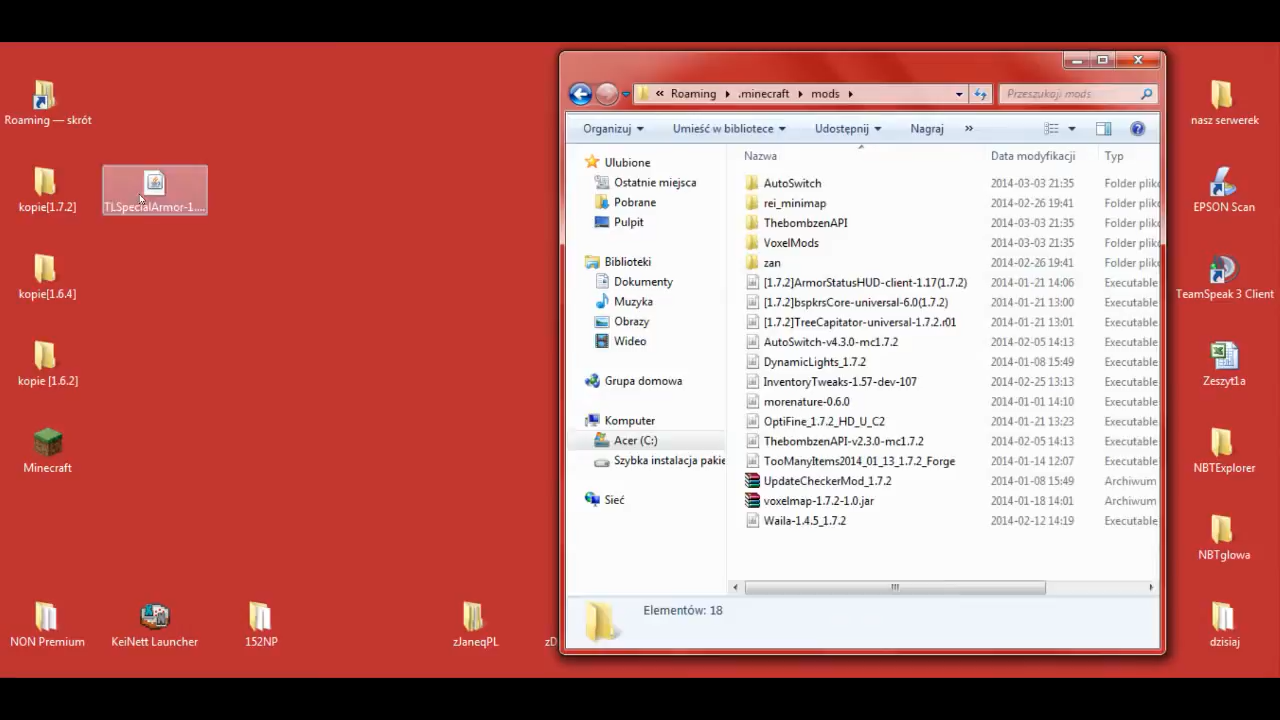 Roaming — skrót
kopie[1.7.2]
TLSpecialArmor-1....
kopie[1.6.4]
kopie [1.6.2]
Minecraft
NON Premium
KeiNett Launcher
152NP
zJaneqPL
zD
« Roaming .minecraft mods
Przeszukaj mods
Organizuj Umieść w bibliotece Udostępnij Nagraj »
Ulubione
Ostatnie miejsca
Pobrane
Pulpit
Biblioteki
Dokumenty
Muzyka
Obrazy
Wideo
Grupa domowa
Komputer
Acer (C:)
Szybka instalacja pakie
Sieć
Nazwa Data modyfikacji Typ
AutoSwitch 2014-03-03 21:35 Folder pliko
rei_minimap 2014-02-26 19:41 Folder pliko
ThebombzenAPI 2014-03-03 21:35 Folder pliko
VoxelMods 2014-03-03 21:35 Folder pliko
zan 2014-02-26 19:41 Folder pliko
[1.7.2]ArmorStatusHUD-client-1.17(1.7.2) 2014-01-21 14:06 Executable
[1.7.2]bspkrsCore-universal-6.0(1.7.2) 2014-01-21 13:00 Executable
[1.7.2]TreeCapitator-universal-1.7.2.r01 2014-01-21 13:01 Executable
AutoSwitch-v4.3.0-mc1.7.2 2014-02-05 14:13 Executable
DynamicLights_1.7.2 2014-01-08 15:49 Executable
InventoryTweaks-1.57-dev-107 2014-02-25 13:13 Executable
morenature-0.6.0 2014-01-01 14:10 Executable
OptiFine_1.7.2_HD_U_C2 2014-01-01 13:23 Executable
ThebombzenAPI-v2.3.0-mc1.7.2 2014-02-05 14:13 Executable
TooManyItems2014_01_13_1.7.2_Forge 2014-01-14 12:07 Executable
UpdateCheckerMod_1.7.2 2014-01-08 15:49 Archiwum
voxelmap-1.7.2-1.0.jar 2014-01-18 14:01 Archiwum
Waila-1.4.5_1.7.2 2014-02-12 14:19 Executable
Elementów: 18
nasz serwerek
EPSON Scan
TeamSpeak 3 Client
Zeszyt1a
NBTExplorer
NBTglowa
dzisiaj